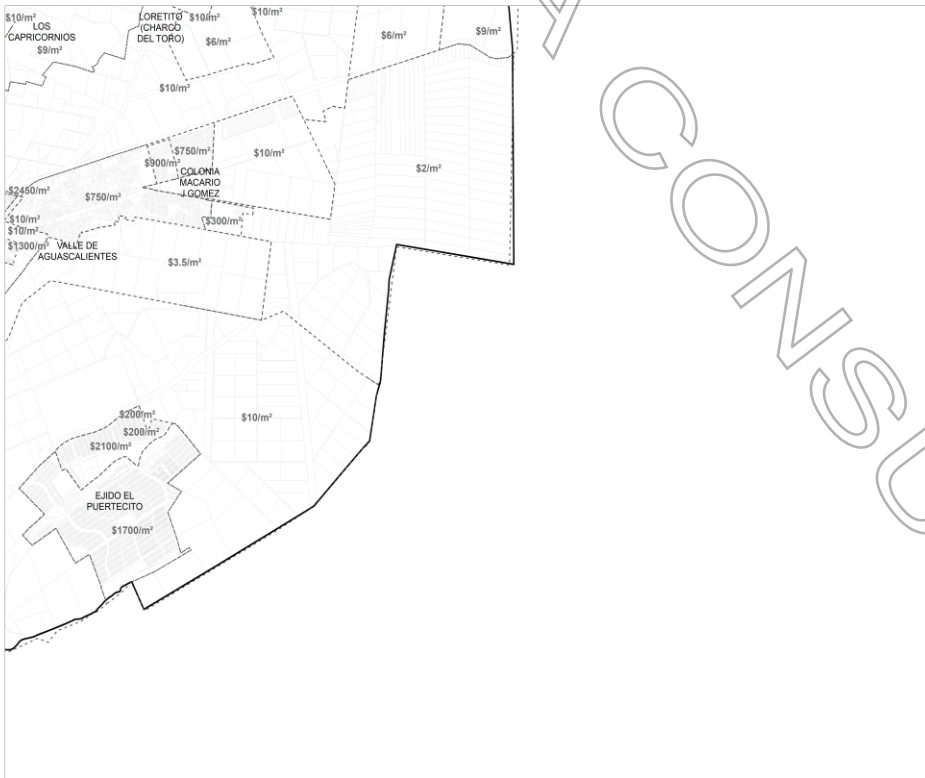 $10/m²
LOS
CAPRICORNIOS
$9/m²
LORETITO
(CHARCO
DEL TORO)
$10/m²
$6/m²
$10/m²
$6/m²
$9/m²
$10/m²
$750/m²
$900/m²
$10/m²
$2/m²
COLONIA
MACARIO
J GOMEZ
$2450/m²
$750/m²
$10/m²
$10/m²
$1300/m²
$300/m²
VALLE DE
AGUASCALIENTES
$3.5/m²
$200/m²
$10/m²
$200/m²
$2100/m²
EJIDO EL
PUERTECITO
$1700/m²
A CONSU